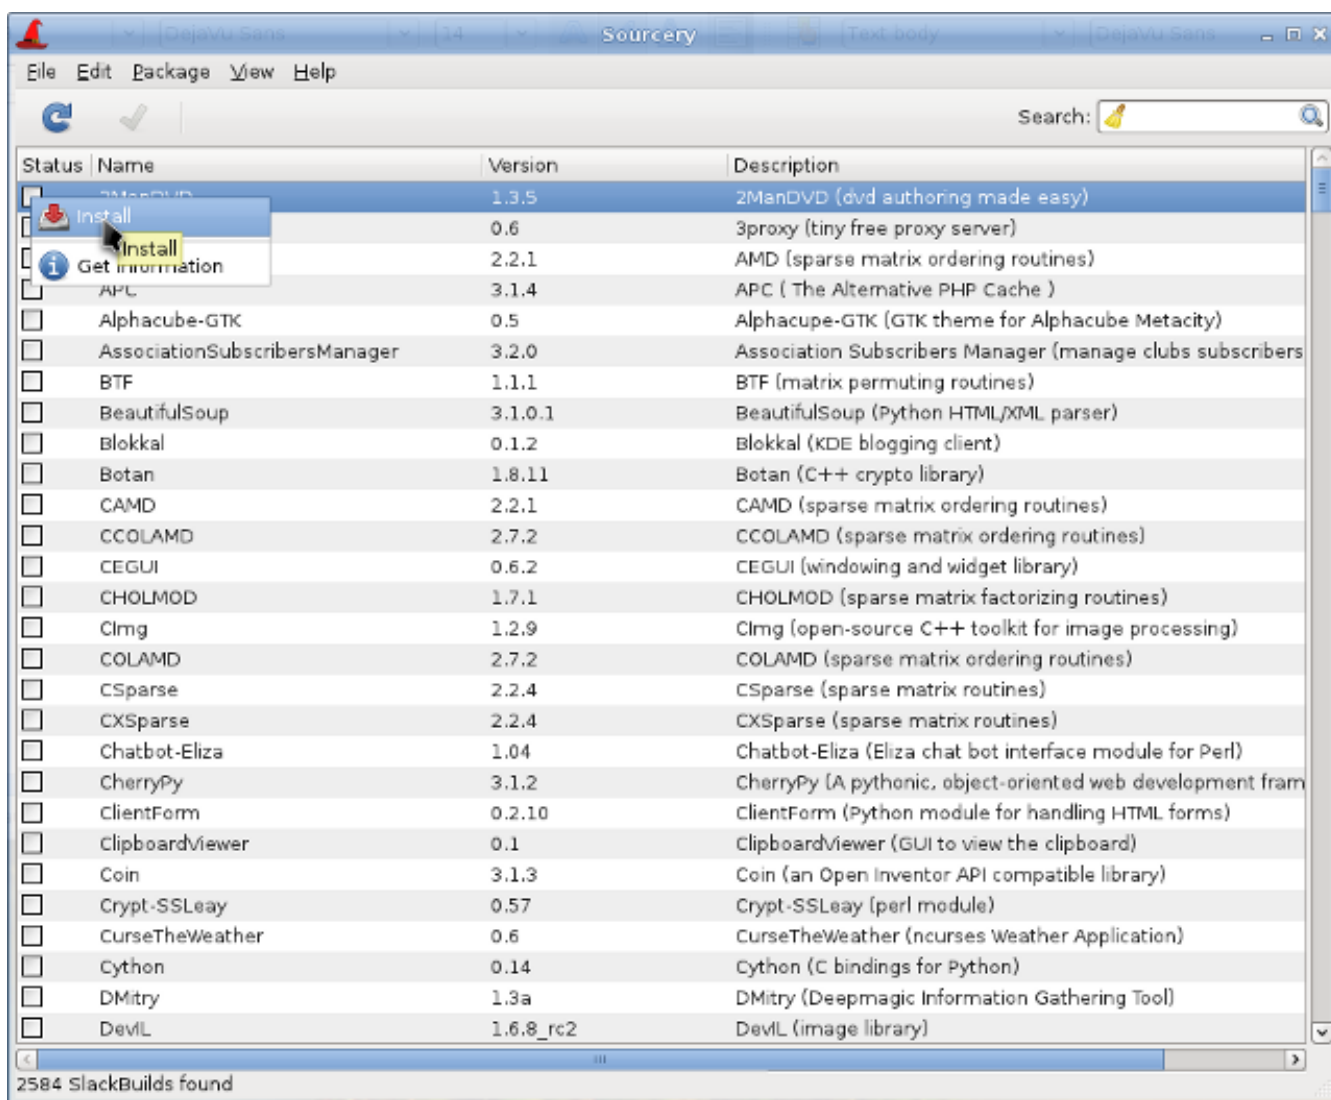 DejaVu Sans 14 Sourcery Text body DejaVu Sans
File Edit Package View Help
Search:
Status Name Version Description
2ManDVD 1.3.5 2ManDVD (dvd authoring made easy)
Install
0.6 3proxy (tiny free proxy server)
Install
2.2.1 AMD (sparse matrix ordering routines)
Get Information
APC 3.1.4 APC ( The Alternative PHP Cache )
Alphacube-GTK 0.5 Alphacupe-GTK (GTK theme for Alphacube Metacity)
AssociationSubscribersManager 3.2.0 Association Subscribers Manager (manage clubs subscribers
BTF 1.1.1 BTF (matrix permuting routines)
BeautifulSoup 3.1.0.1 BeautifulSoup (Python HTML/XML parser)
Blokkal 0.1.2 Blokkal (KDE blogging client)
Botan 1.8.11 Botan (C++ crypto library)
CAMD 2.2.1 CAMD (sparse matrix ordering routines)
CCOLAMD 2.7.2 CCOLAMD (sparse matrix ordering routines)
CEGUI 0.6.2 CEGUI (windowing and widget library)
CHOLMOD 1.7.1 CHOLMOD (sparse matrix factorizing routines)
CImg 1.2.9 CImg (open-source C++ toolkit for image processing)
COLAMD 2.7.2 COLAMD (sparse matrix ordering routines)
CSparse 2.2.4 CSparse (sparse matrix routines)
CXSparse 2.2.4 CXSparse (sparse matrix routines)
Chatbot-Eliza 1.04 Chatbot-Eliza (Eliza chat bot interface module for Perl)
CherryPy 3.1.2 CherryPy (A pythonic, object-oriented web development fram
ClientForm 0.2.10 ClientForm (Python module for handling HTML forms)
ClipboardViewer 0.1 ClipboardViewer (GUI to view the clipboard)
Coin 3.1.3 Coin (an Open Inventor API compatible library)
Crypt-SSLeay 0.57 Crypt-SSLeay (perl module)
CurseTheWeather 0.6 CurseTheWeather (ncurses Weather Application)
Cython 0.14 Cython (C bindings for Python)
DMitry 1.3a DMitry (Deepmagic Information Gathering Tool)
DevIL 1.6.8_rc2 DevIL (image library)
2584 SlackBuilds found